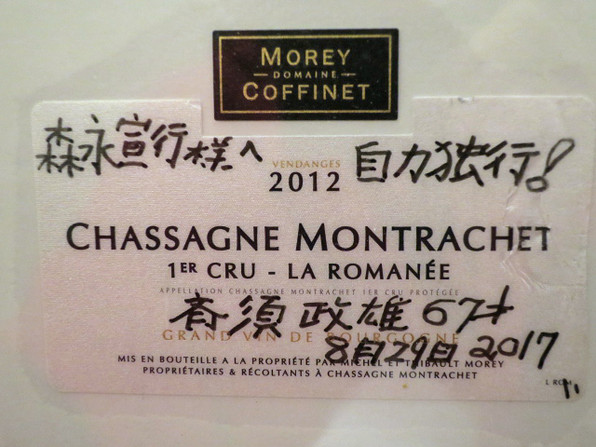 MOREY
DOMAINE
COFFINET
森永宣行様へ
VENDANGES
2012
自力独行!
CHASSAGNE MONTRACHET
1ER CRU - LA ROMANÉE
APPELLATION CHASSAGNE MONTRACHET 1ER CRU PROTÉGÉE
斉須政雄 67才
GRAND VIN DE BOURGOGNE
8月29日 2017
MIS EN BOUTEILLE A LA PROPRIÉTÉ PAR MICHEL ET THIBAULT MOREY
PROPRIÉTAIRES & RÉCOLTANTS À CHASSAGNE MONTRACHET